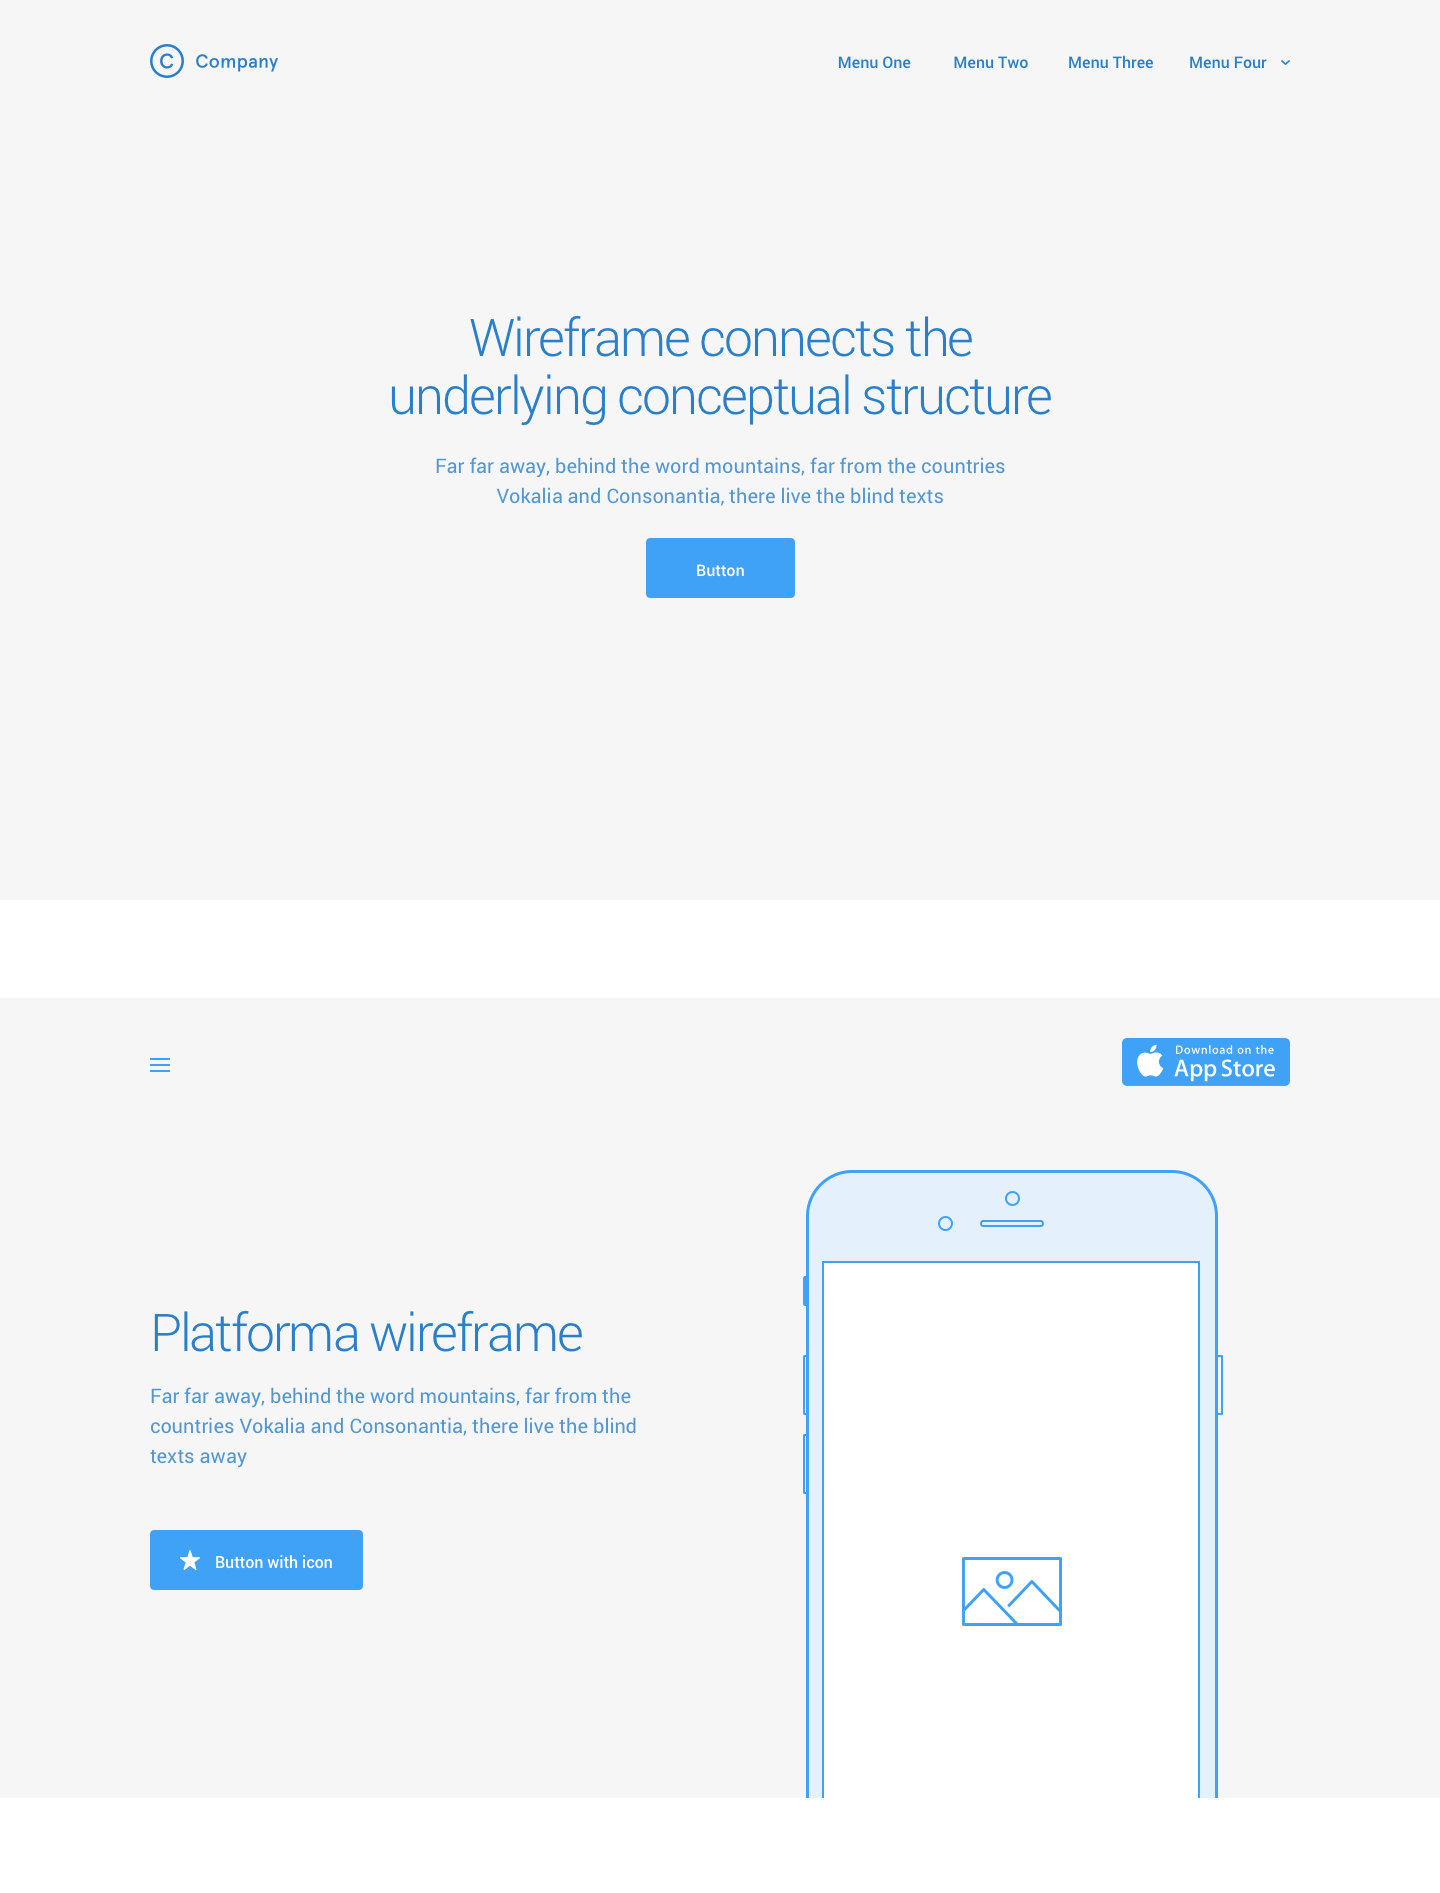 C Company
Menu One Menu Two Menu Three Menu Four
Wireframe connects the
underlying conceptual structure
Far far away, behind the word mountains, far from the countries
Vokalia and Consonantia, there live the blind texts
Button
Download on the
App Store
Platforma wireframe
Far far away, behind the word mountains, far from the
countries Vokalia and Consonantia, there live the blind
texts away
Button with icon